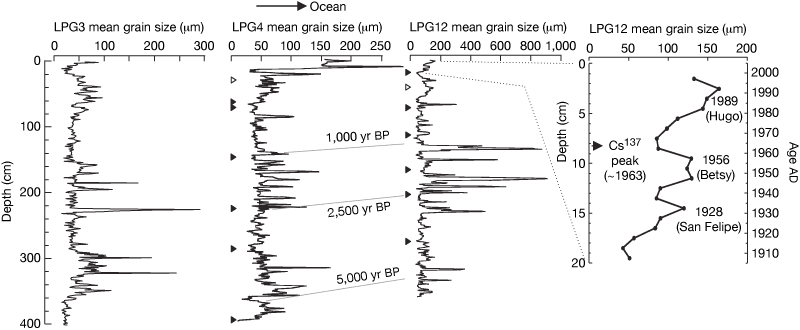 Ocean
LPG3 mean grain size (μm)
0 100 200 300
LPG4 mean grain size (μm)
0 50 100 150 200 250
LPG12 mean grain size (μm)
0 200 400 600 800 1,000
LPG12 mean grain size (μm)
0 50 100 150 200
Depth (cm)
0
100
200
300
400
1,000 yr BP
2,500 yr BP
5,000 yr BP
Depth (cm)
0
5
10
15
20
Cs137
peak
(~1963)
1989
(Hugo)
1956
(Betsy)
1928
(San Felipe)
2000
1990
1980
1970
1960
1950
1940
1930
1920
1910
Age AD